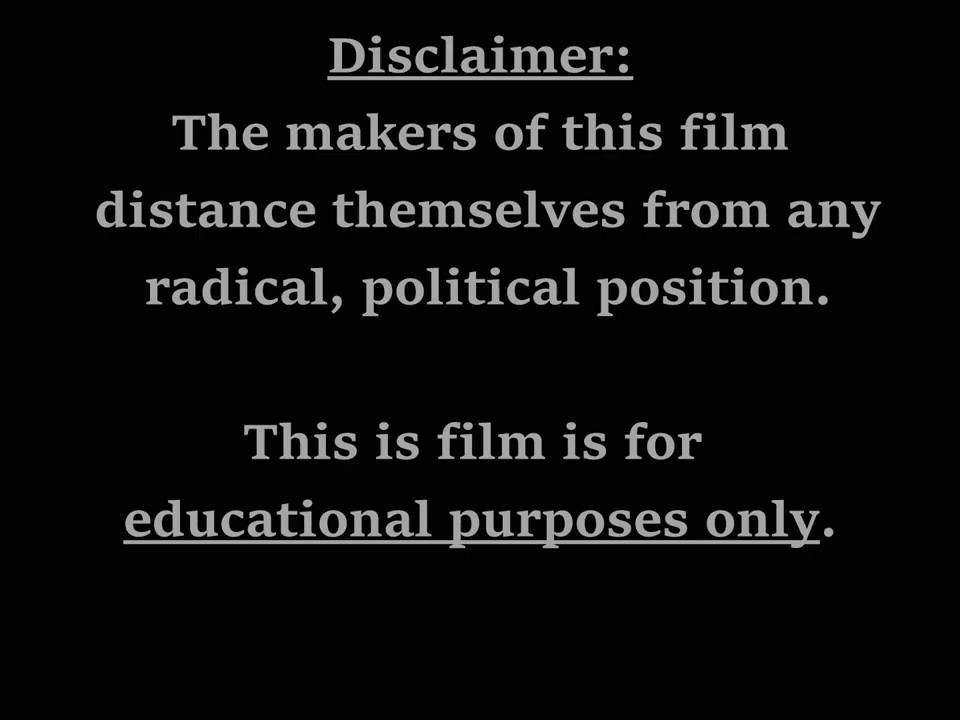 Disclaimer:
The makers of this film
distance themselves from any
radical, political position.
This is film is for
educational purposes only.